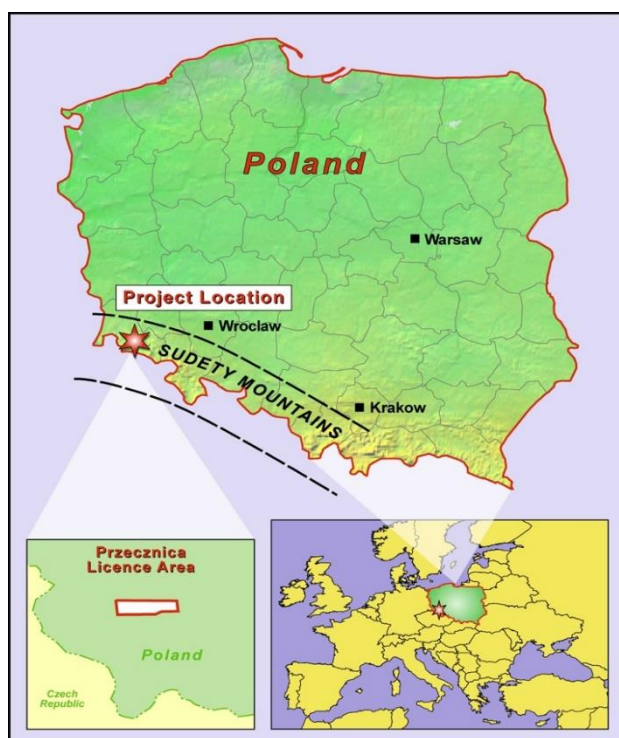 Poland
Warsaw
Project Location
Wroclaw
SUDETY MOUNTAINS
Krakow
Przecznica
Licence Area
Poland
Czech
Republic